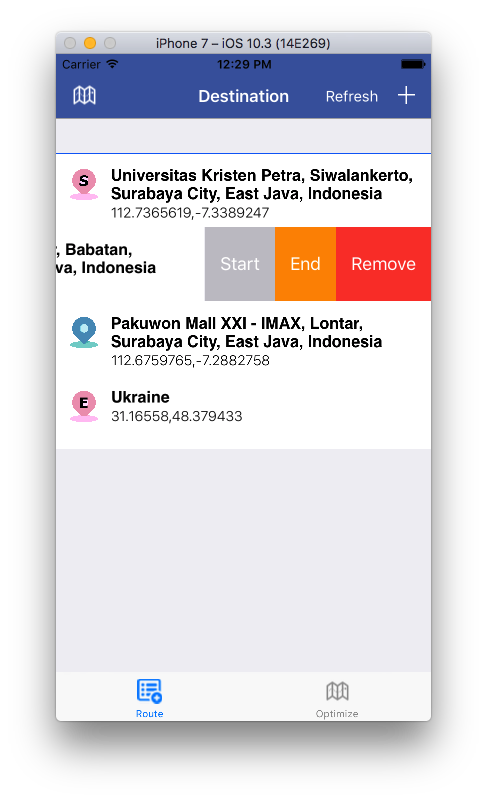 iPhone 7 – iOS 10.3 (14E269)
Carrier 12:29 PM
Destination Refresh
S
Universitas Kristen Petra, Siwalankerto,
Surabaya City, East Java, Indonesia
112.7365619,-7.3389247
, Babatan,
va, Indonesia
Start End Remove
Pakuwon Mall XXI - IMAX, Lontar,
Surabaya City, East Java, Indonesia
112.6759765,-7.2882758
E
Ukraine
31.16558,48.379433
Route Optimize